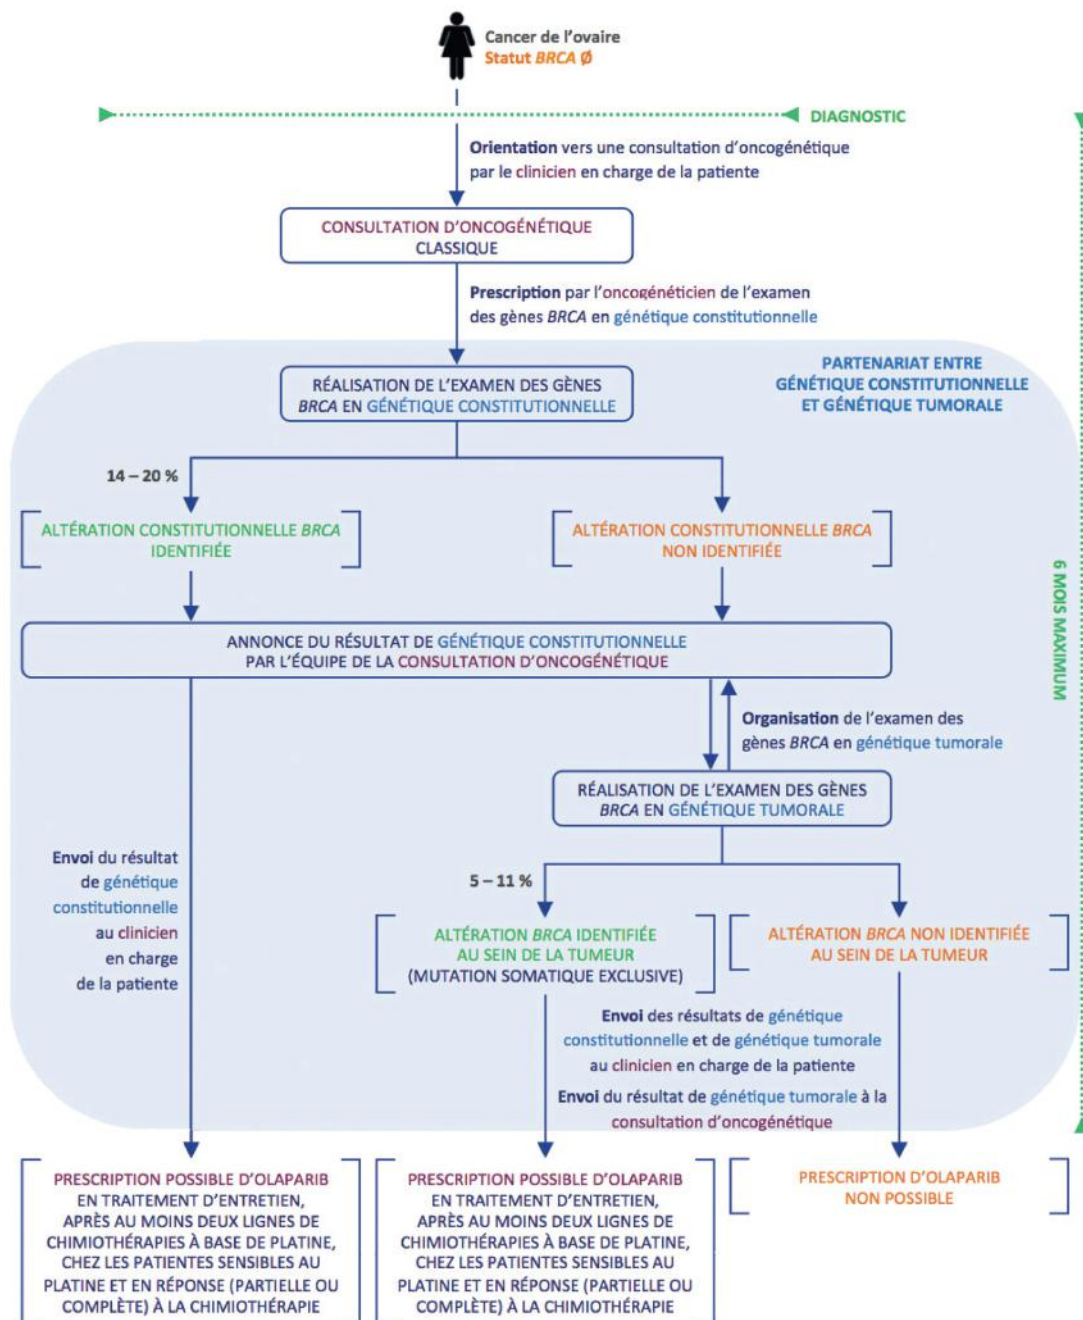 Cancer de l'ovaire
Statut BRCA Ø
DIAGNOSTIC
Orientation vers une consultation d'oncogénétique
par le clinicien en charge de la patiente
CONSULTATION D'ONCOGÉNÉTIQUE
CLASSIQUE
Prescription par l'oncogénéticien de l'examen
des gènes BRCA en génétique constitutionnelle
PARTENARIAT ENTRE
GÉNÉTIQUE CONSTITUTIONNELLE
ET GÉNÉTIQUE TUMORALE
RÉALISATION DE L'EXAMEN DES GÈNES
BRCA EN GÉNÉTIQUE CONSTITUTIONNELLE
14 – 20 %
ALTÉRATION CONSTITUTIONNELLE BRCA
IDENTIFIÉE
ALTÉRATION CONSTITUTIONNELLE BRCA
NON IDENTIFIÉE
6 MOIS MAXIMUM
ANNONCE DU RÉSULTAT DE GÉNÉTIQUE CONSTITUTIONNELLE
PAR L'ÉQUIPE DE LA CONSULTATION D'ONCOGÉNÉTIQUE
Organisation de l'examen des
gènes BRCA en génétique tumorale
RÉALISATION DE L'EXAMEN DES GÈNES
BRCA EN GÉNÉTIQUE TUMORALE
Envoi du résultat
de génétique
constitutionnelle
au clinicien
en charge
de la patiente
5 – 11 %
ALTÉRATION BRCA IDENTIFIÉE
AU SEIN DE LA TUMEUR
(MUTATION SOMATIQUE EXCLUSIVE)
ALTÉRATION BRCA NON IDENTIFIÉE
AU SEIN DE LA TUMEUR
Envoi des résultats de génétique
constitutionnelle et de génétique tumorale
au clinicien en charge de la patiente
Envoi du résultat de génétique tumorale à la
consultation d'oncogénétique
PRESCRIPTION POSSIBLE D'OLAPARIB
EN TRAITEMENT D'ENTRETIEN,
APRÈS AU MOINS DEUX LIGNES DE
CHIMIOTHÉRAPIES À BASE DE PLATINE,
CHEZ LES PATIENTES SENSIBLES AU
PLATINE ET EN RÉPONSE (PARTIELLE OU
COMPLÈTE) À LA CHIMIOTHÉRAPIE
PRESCRIPTION POSSIBLE D'OLAPARIB
EN TRAITEMENT D'ENTRETIEN,
APRÈS AU MOINS DEUX LIGNES DE
CHIMIOTHÉRAPIES À BASE DE PLATINE,
CHEZ LES PATIENTES SENSIBLES AU
PLATINE ET EN RÉPONSE (PARTIELLE OU
COMPLÈTE) À LA CHIMIOTHÉRAPIE
PRESCRIPTION D'OLAPARIB
NON POSSIBLE